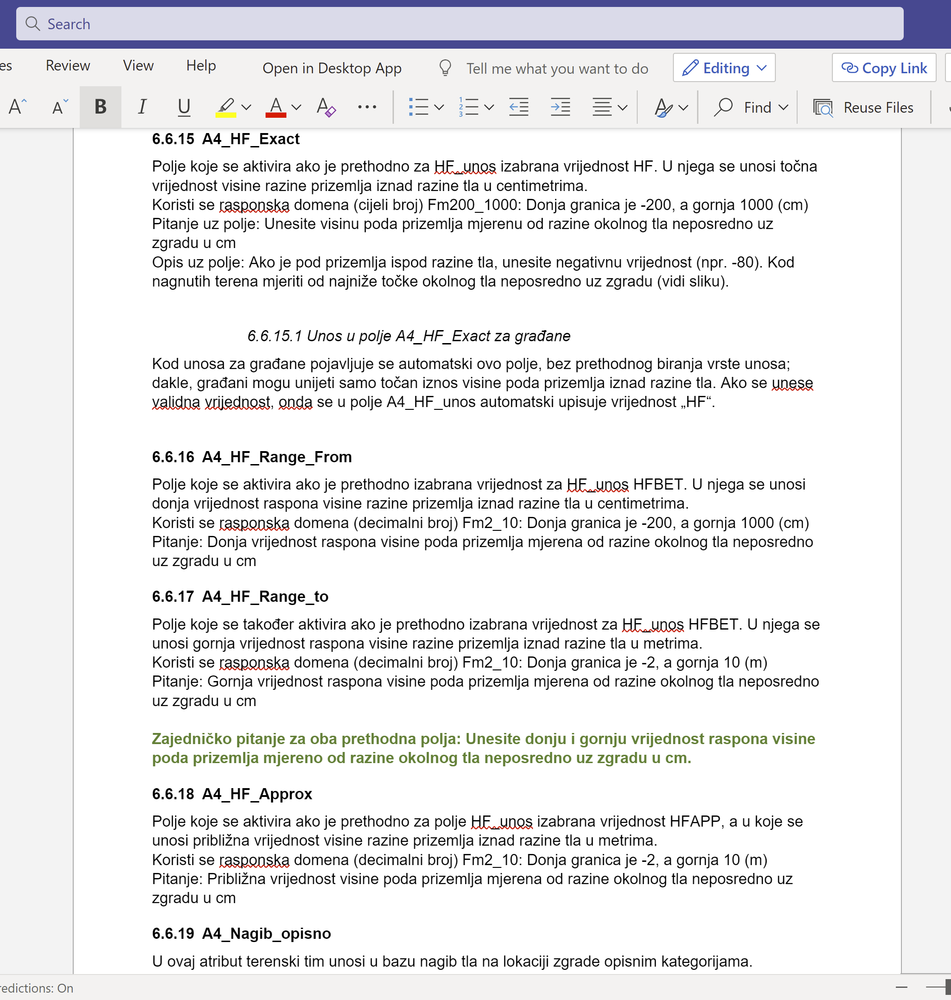 Search
es Review View Help Open in Desktop App Tell me what you want to do Editing Copy Link
A A B I U A A Find Reuse Files
6.6.15 A4_HF_Exact
Polje koje se aktivira ako je prethodno za HF_unos izabrana vrijednost HF. U njega se unosi točna
vrijednost visine razine prizemlja iznad razine tla u centimetrima.
Koristi se rasponska domena (cijeli broj) Fm200_1000: Donja granica je -200, a gornja 1000 (cm)
Pitanje uz polje: Unesite visinu poda prizemlja mjerenu od razine okolnog tla neposredno uz
zgradu u cm
Opis uz polje: Ako je pod prizemlja ispod razine tla, unesite negativnu vrijednost (npr. -80). Kod
nagnutih terena mjeriti od najniže točke okolnog tla neposredno uz zgradu (vidi sliku).
6.6.15.1 Unos u polje A4_HF_Exact za građane
Kod unosa za građane pojavljuje se automatski ovo polje, bez prethodnog biranja vrste unosa;
dakle, građani mogu unijeti samo točan iznos visine poda prizemlja iznad razine tla. Ako se unese
validna vrijednost, onda se u polje A4_HF_unos automatski upisuje vrijednost „HF“.
6.6.16 A4_HF_Range_From
Polje koje se aktivira ako je prethodno izabrana vrijednost za HF_unos HFBET. U njega se unosi
donja vrijednost raspona visine razine prizemlja iznad razine tla u centimetrima.
Koristi se rasponska domena (decimalni broj) Fm2_10: Donja granica je -200, a gornja 1000 (cm)
Pitanje: Donja vrijednost raspona visine poda prizemlja mjerena od razine okolnog tla neposredno
uz zgradu u cm
6.6.17 A4_HF_Range_to
Polje koje se također aktivira ako je prethodno izabrana vrijednost za HF_unos HFBET. U njega se
unosi gornja vrijednost raspona visine razine prizemlja iznad razine tla u metrima.
Koristi se rasponska domena (decimalni broj) Fm2_10: Donja granica je -2, a gornja 10 (m)
Pitanje: Gornja vrijednost raspona visine poda prizemlja mjerena od razine okolnog tla neposredno
uz zgradu u cm
Zajedničko pitanje za oba prethodna polja: Unesite donju i gornju vrijednost raspona visine
poda prizemlja mjereno od razine okolnog tla neposredno uz zgradu u cm.
6.6.18 A4_HF_Approx
Polje koje se aktivira ako je prethodno za polje HF_unos izabrana vrijednost HFAPP, a u koje se
unosi približna vrijednost visine razine prizemlja iznad razine tla u metrima.
Koristi se rasponska domena (decimalni broj) Fm2_10: Donja granica je -2, a gornja 10 (m)
Pitanje: Približna vrijednost visine poda prizemlja mjerena od razine okolnog tla neposredno uz
zgradu u cm
6.6.19 A4_Nagib_opisno
U ovaj atribut terenski tim unosi u bazu nagib tla na lokaciji zgrade opisnim kategorijama.
redictions: On